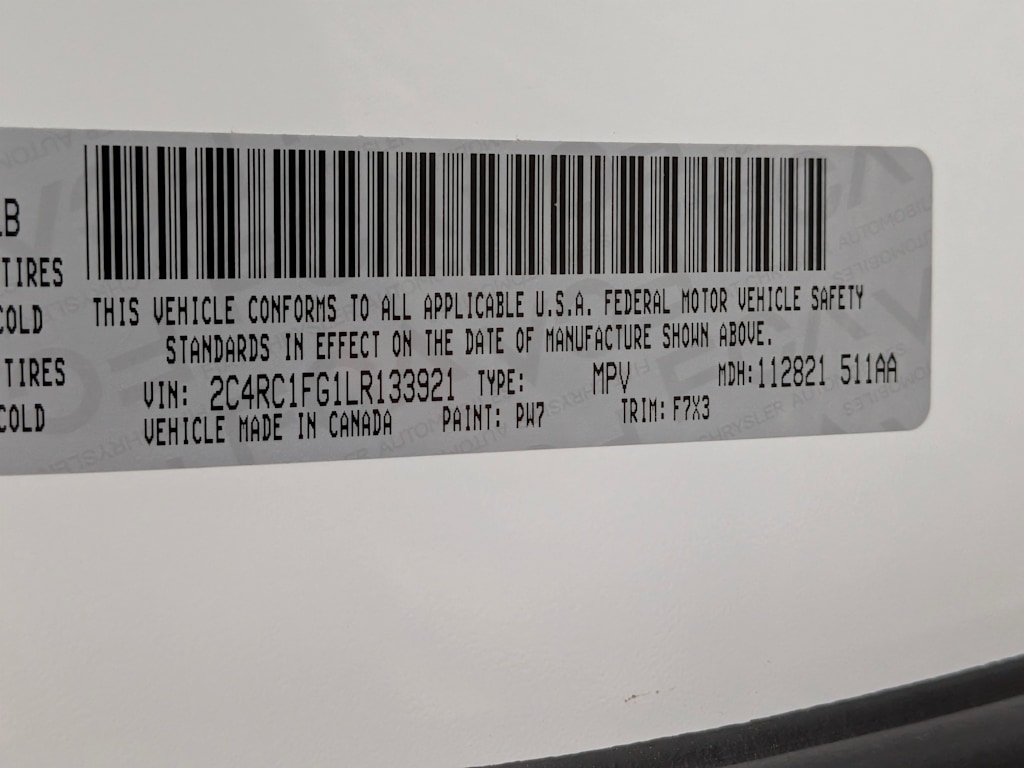 LB
TIRES
COLD
TIRES
COLD
THIS VEHICLE CONFORMS TO ALL APPLICABLE U.S.A. FEDERAL MOTOR VEHICLE SAFETY
STANDARDS IN EFFECT ON THE DATE OF MANUFACTURE SHOWN ABOVE.
VIN: 2C4RC1FG1LR133921 TYPE: MPV MDH:112821 511AA
VEHICLE MADE IN CANADA PAINT: PW7 TRIM: F7X3